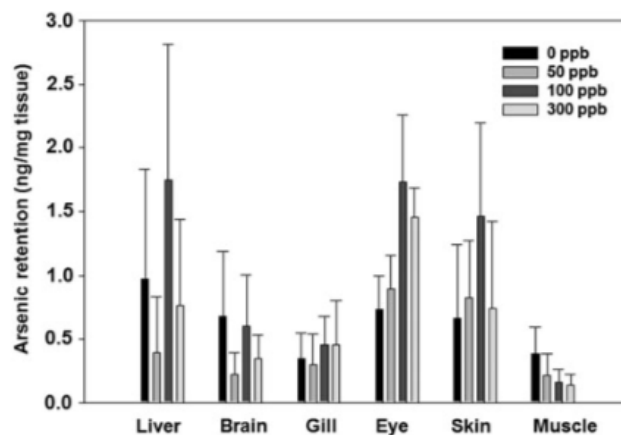 3.0
2.5
2.0
1.5
1.0
0.5
0.0
Arsenic retention (ng/mg tissue)
0 ppb
50 ppb
100 ppb
300 ppb
Liver Brain Gill Eye Skin Muscle